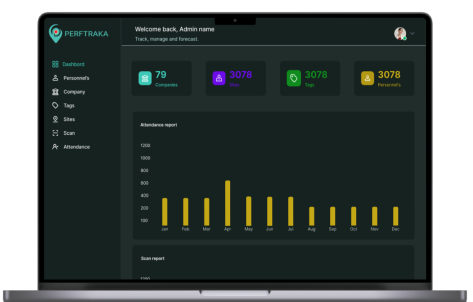 PERFTRAKA
Welcome back, Admin name
Track, manage and forecast.
Dashbord
Personnel's
Company
Tags
Sites
Scan
Attendance
79
Companies
3078
Sites
3078
Tags
3078
Personnel's
Attendance report
1200
1000
800
600
400
200
100
Jan Feb Mar Apr May Jun Jul Aug Sep Oct Nov Dec
Scan report
1200